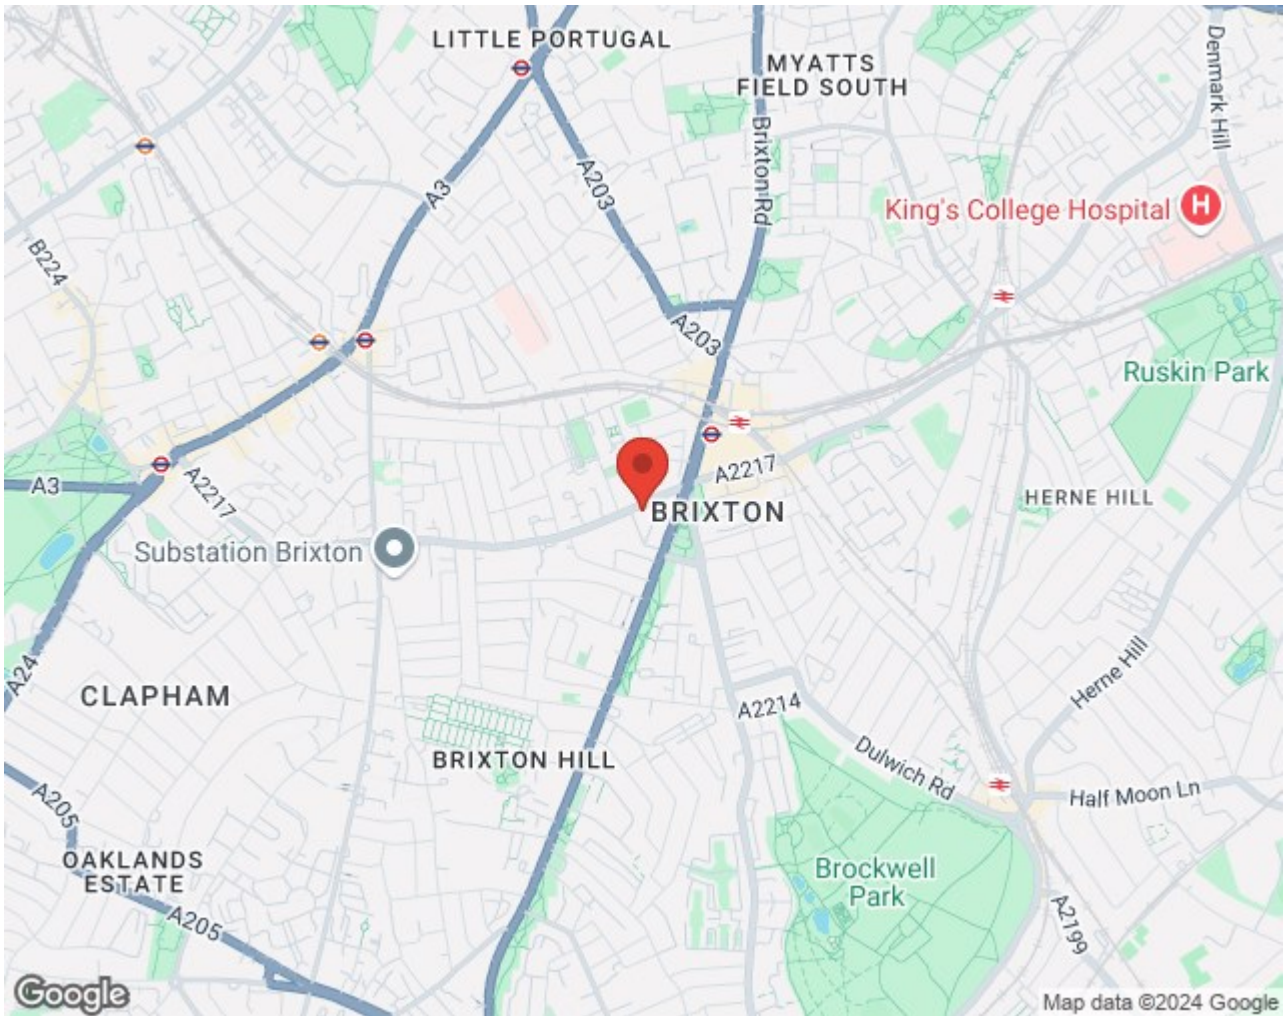 LITTLE PORTUGAL
MYATTS
FIELD SOUTH
Denmark Hill
Brixton Rd
A3
A203
King's College Hospital
H
B224
A203
Ruskin Park
A3
A2217
A2217
HERNE HILL
BRIXTON
Substation Brixton
A24
CLAPHAM
Herne Hill
A2214
Dulwich Rd
BRIXTON HILL
Half Moon Ln
A205
OAKLANDS
ESTATE
Brockwell
Park
A205
A2199
Google
Map data ©2024 Google